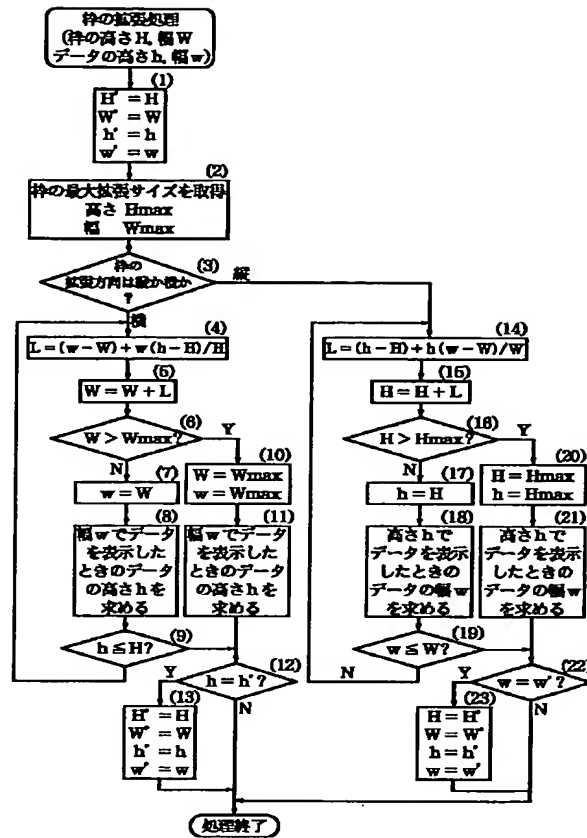 枠の拡張処理
(枠の高さH, 幅W
データの高さh, 幅w)
(1)
H' = H
W' = W
h' = h
w' = w
(2)
枠の最大拡張サイズを取得
高さ Hmax
幅 Wmax
(3)
枠の
拡張方向は縦か横か
?
縦
横
(4)
L=(w-W)+w(h-H)/H
(5)
W=W+L
(6)
W>Wmax?
Y
N
(7)
w=W
(8)
幅wでデータ
を表示した
ときのデータ
の高さhを
求める
(9)
h≦H?
(10)
W=Wmax
w=Wmax
(11)
幅wでデータ
を表示した
ときのデータ
の高さhを
求める
(12)
h=h'?
Y
N
(13)
H' = H
W' = W
h' = h
w' = w
(14)
L=(h-H)+h(w-W)/W
(15)
H=H+L
(16)
H>Hmax?
Y
N
(17)
h=H
(18)
高さhで
データを表示
したときの
データの幅w
を求める
(19)
w≦W?
N
(20)
H=Hmax
h=Hmax
(21)
高さhで
データを表示
したときの
データの幅w
を求める
(22)
w=w'?
Y
N
(23)
H=H'
W=W'
h=h'
w=w'
処理終了